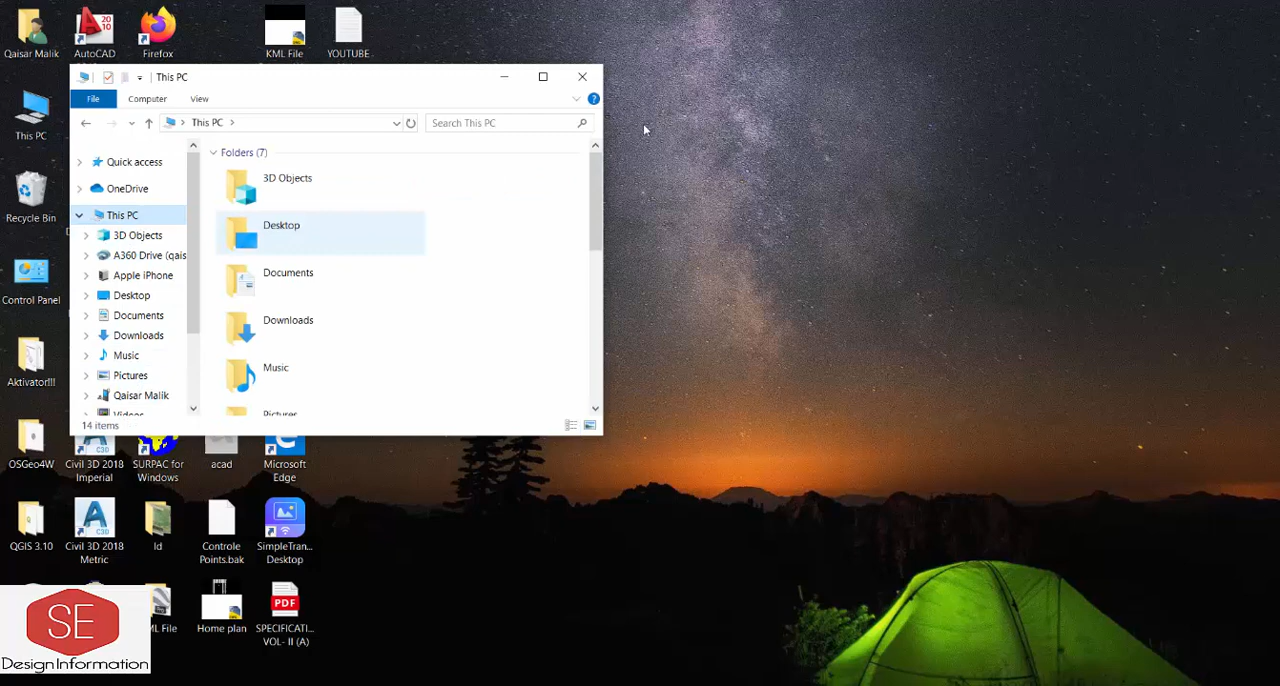 Qaisar Malik
AutoCAD
Firefox
KML File
YOUTUBE
This PC
File
Computer
View
This PC
Search This PC
This PC
Recycle Bin
Control Panel
Aktivator!!!
Quick access
OneDrive
This PC
3D Objects
A360 Drive (qais
Apple iPhone
Desktop
Documents
Downloads
Music
Pictures
Qaisar Malik
Videos
Folders (7)
3D Objects
Desktop
Documents
Downloads
Music
Pictures
14 items
OSGeo4W
Civil 3D 2018
Imperial
SURPAC for
Windows
acad
Microsoft
Edge
QGIS 3.10
Civil 3D 2018
Metric
ld
Controle
Points.bak
SimpleTran...
Desktop
ML File
Home plan
PDF
SPECIFICATI...
VOL- II (A)
SE
Design Information